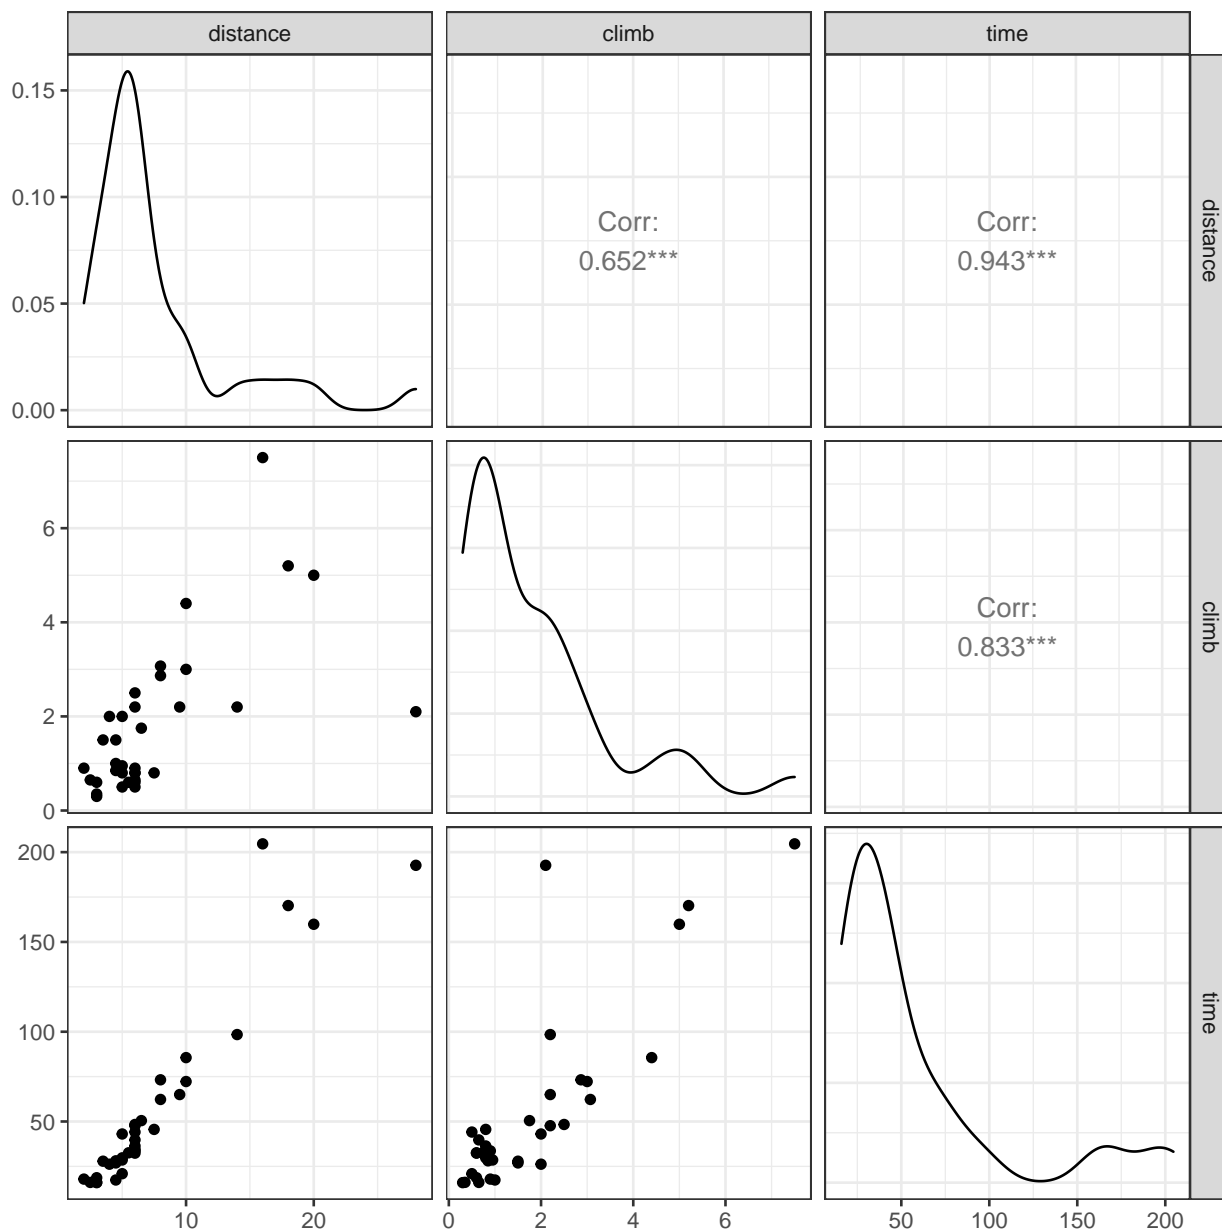 distance climb time
0.15
0.10
0.05
0.00
Corr:
0.652***
Corr:
0.943***
distance
6
4
2
0
Corr:
0.833***
climb
200
150
100
50
time
10 20 0 2 4 6 50 100 150 200